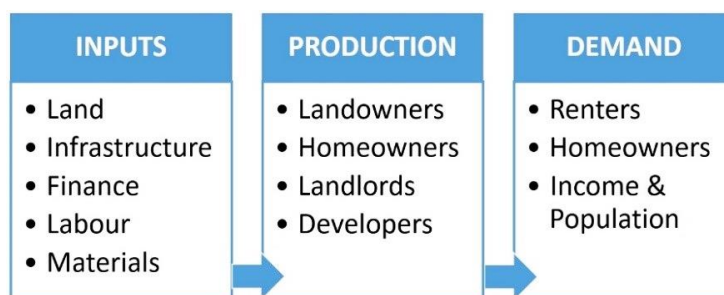 INPUTS
• Land
• Infrastructure
• Finance
• Labour
• Materials
PRODUCTION
• Landowners
• Homeowners
• Landlords
• Developers
DEMAND
• Renters
• Homeowners
• Income &
Population